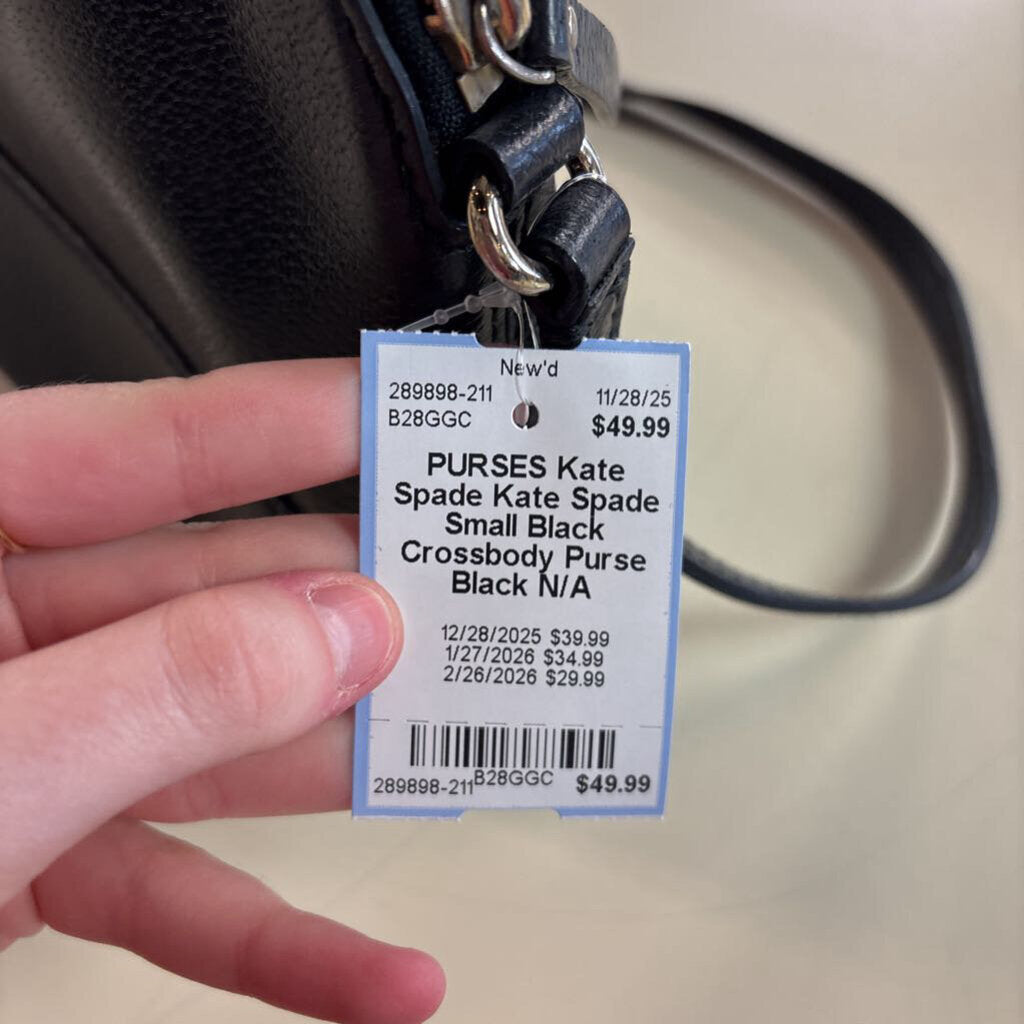 New'd
289898-211 11/28/25
B28GGC $49.99
PURSES Kate
Spade Kate Spade
Small Black
Crossbody Purse
Black N/A
12/28/2025 $39.99
1/27/2026 $34.99
2/26/2026 $29.99
289898-211 B28GGC $49.99